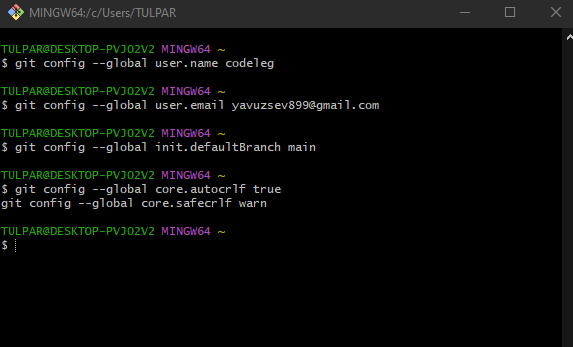 MINGW64:/c/Users/TULPAR
TULPAR@DESKTOP-PVJO2V2 MINGW64 ~
$ git config --global user.name codeleg
TULPAR@DESKTOP-PVJO2V2 MINGW64 ~
$ git config --global user.email yavuzsev899@gmail.com
TULPAR@DESKTOP-PVJO2V2 MINGW64 ~
$ git config --global init.defaultBranch main
TULPAR@DESKTOP-PVJO2V2 MINGW64 ~
$ git config --global core.autocrlf true
git config --global core.safecrlf warn
TULPAR@DESKTOP-PVJO2V2 MINGW64 ~
$